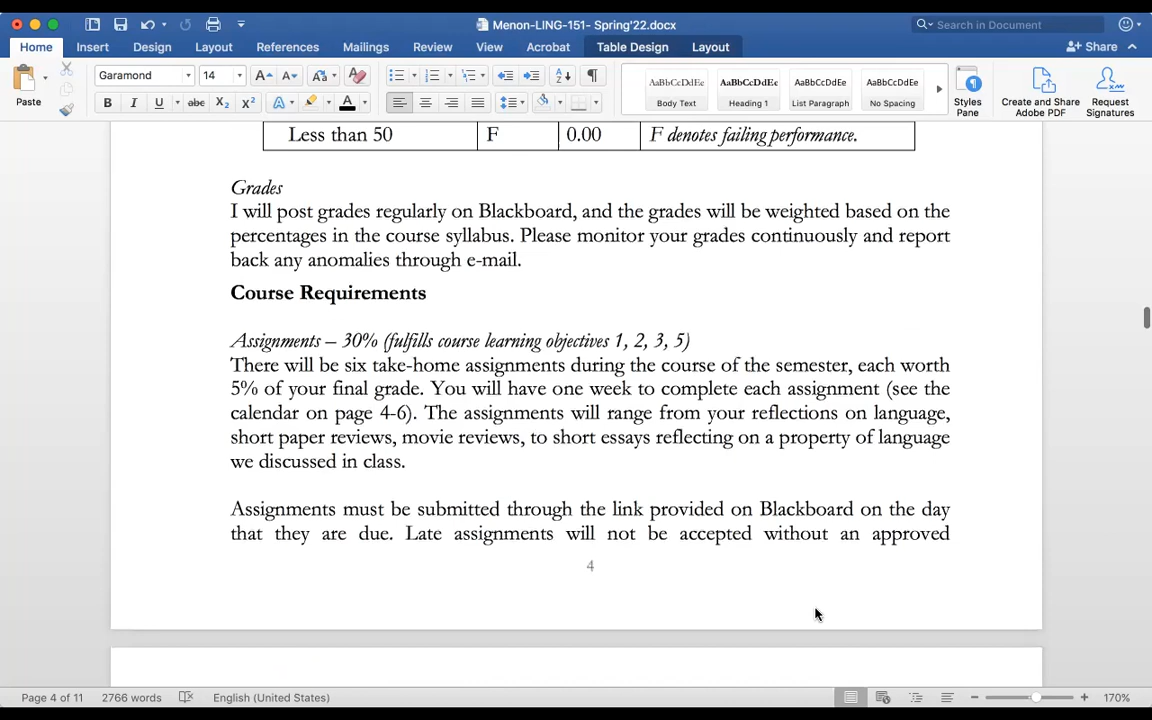 Menon-LING-151- Spring'22.docx
Search in Document
Home Insert Design Layout References Mailings Review View Acrobat Table Design Layout Share
Paste Garamond 14 AaBbCcDdEe AaBbCcDc AaBbCcDdEe AaBbCcDdEe
Body Text Heading 1 List Paragraph No Spacing Styles Pane Create and Share Adobe PDF Request Signatures
Less than 50 F 0.00 F denotes failing performance.
Grades
I will post grades regularly on Blackboard, and the grades will be weighted based on the
percentages in the course syllabus. Please monitor your grades continuously and report
back any anomalies through e-mail.
Course Requirements
Assignments – 30% (fulfills course learning objectives 1, 2, 3, 5)
There will be six take-home assignments during the course of the semester, each worth
5% of your final grade. You will have one week to complete each assignment (see the
calendar on page 4-6). The assignments will range from your reflections on language,
short paper reviews, movie reviews, to short essays reflecting on a property of language
we discussed in class.
Assignments must be submitted through the link provided on Blackboard on the day
that they are due. Late assignments will not be accepted without an approved
4
Page 4 of 11 2766 words English (United States) 170%